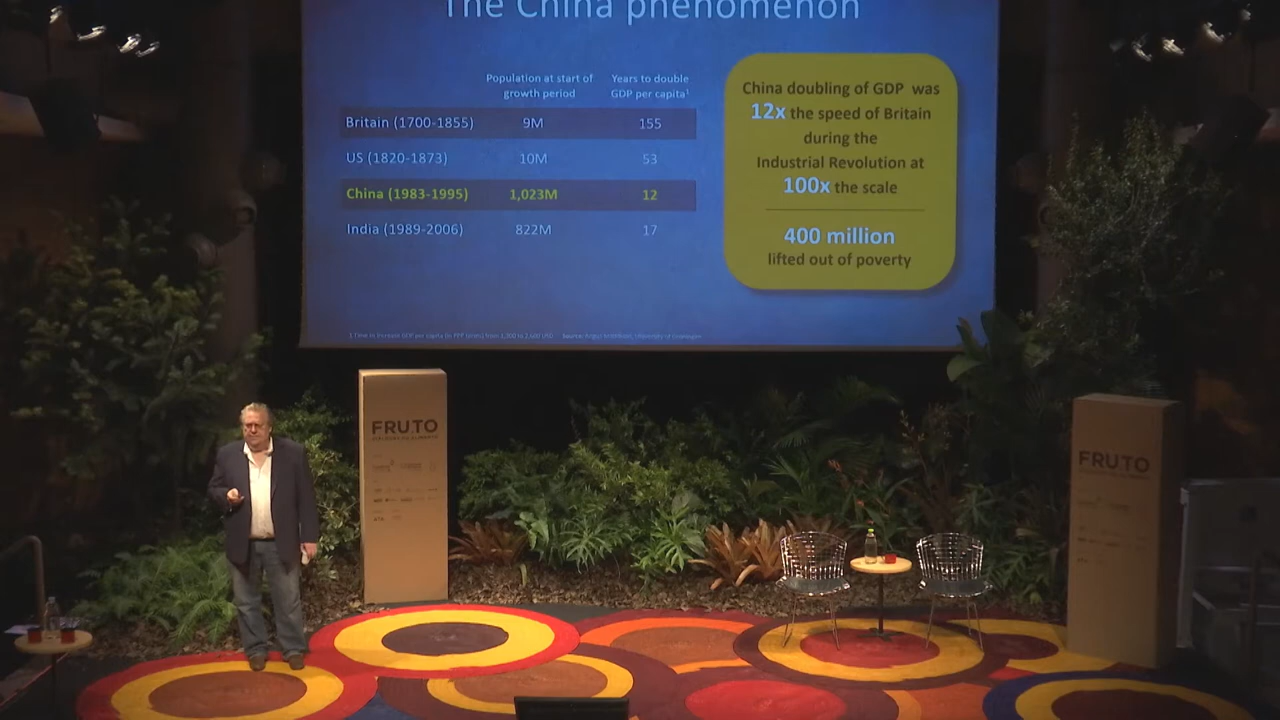 The China phenomenon
Population at start of growth period
Years to double GDP per capita¹
Britain (1700-1855) 9M 155
US (1820-1873) 10M 53
China (1983-1995) 1,023M 12
India (1989-2006) 822M 17
China doubling of GDP was
12x the speed of Britain
during the
Industrial Revolution at
100x the scale
400 million
lifted out of poverty
FRUTO
FRUTO